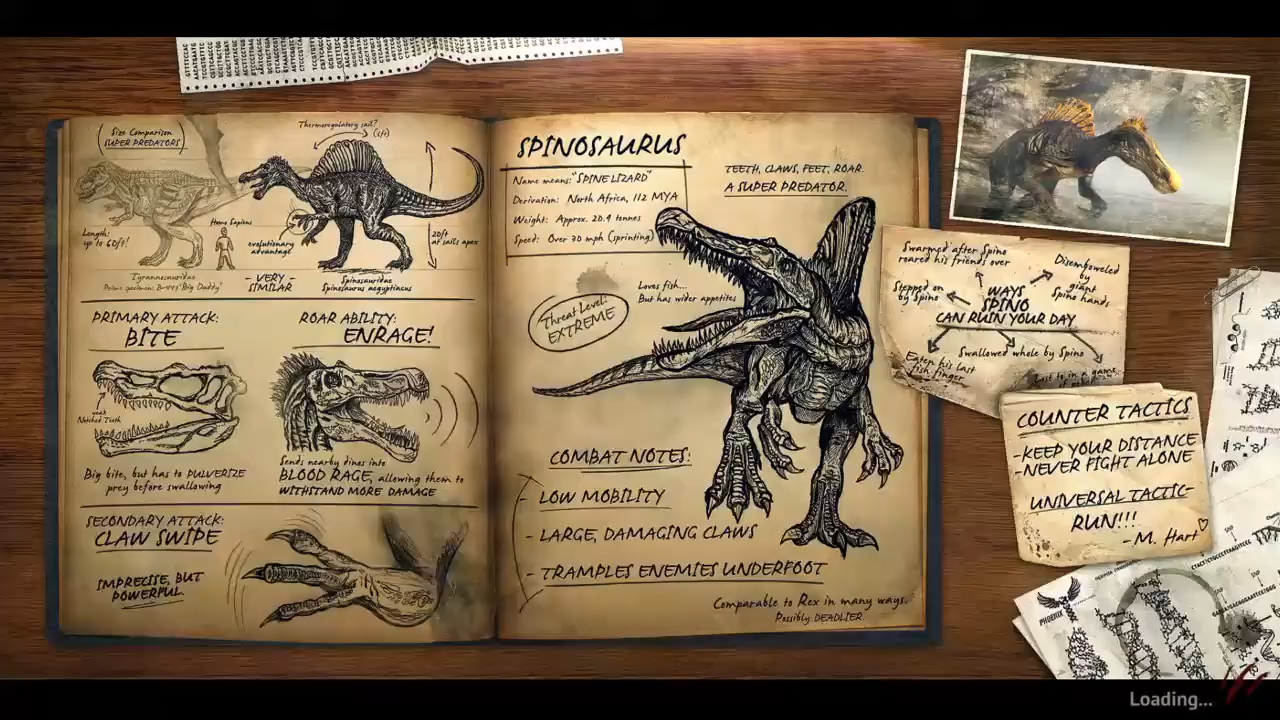 Size Comparison
SUPER PREDATORS
Thermoregulatory sail?
Homo Sapiens
Length:
up to 60ft!
evolutionary
advantage
20ft
at sails apex
Tyrannosauridae
"Big Daddy"
- VERY -
SIMILAR
Spinosauridae
Spinosaurus aegyptiacus
PRIMARY ATTACK:
BITE
Notched Teeth
Big bite, but has to PULVERIZE
prey before swallowing
ROAR ABILITY:
ENRAGE!
Sends nearby dinos into
BLOOD RAGE, allowing them to
WITHSTAND MORE DAMAGE
SECONDARY ATTACK:
CLAW SWIPE
IMPRECISE, BUT
POWERFUL.
SPINOSAURUS
Name means: "SPINE LIZARD"
Derivation: North Africa, 112 MYA
Weight: Approx. 20.9 tonnes
Speed: Over 30 mph (sprinting)
TEETH, CLAWS, FEET, ROAR.
A SUPER PREDATOR.
Threat Level:
EXTREME
Loves fish...
But has wider appetites
COMBAT NOTES:
- LOW MOBILITY
- LARGE, DAMAGING CLAWS
- TRAMPLES ENEMIES UNDERFOOT
Comparable to Rex in many ways.
Possibly DEADLIER.
Swarmed after Spino
roared his friends over
Disemboweled
by
giant
Spino hands
Stepped on
by Spino
WAYS
SPINO
CAN RUIN YOUR DAY
Swallowed whole by Spino
Eaten his last
fish finger
COUNTER TACTICS
-KEEP YOUR DISTANCE
-NEVER FIGHT ALONE
UNIVERSAL TACTIC-
RUN!!!
- M. Hart
PHOENIX
Loading...